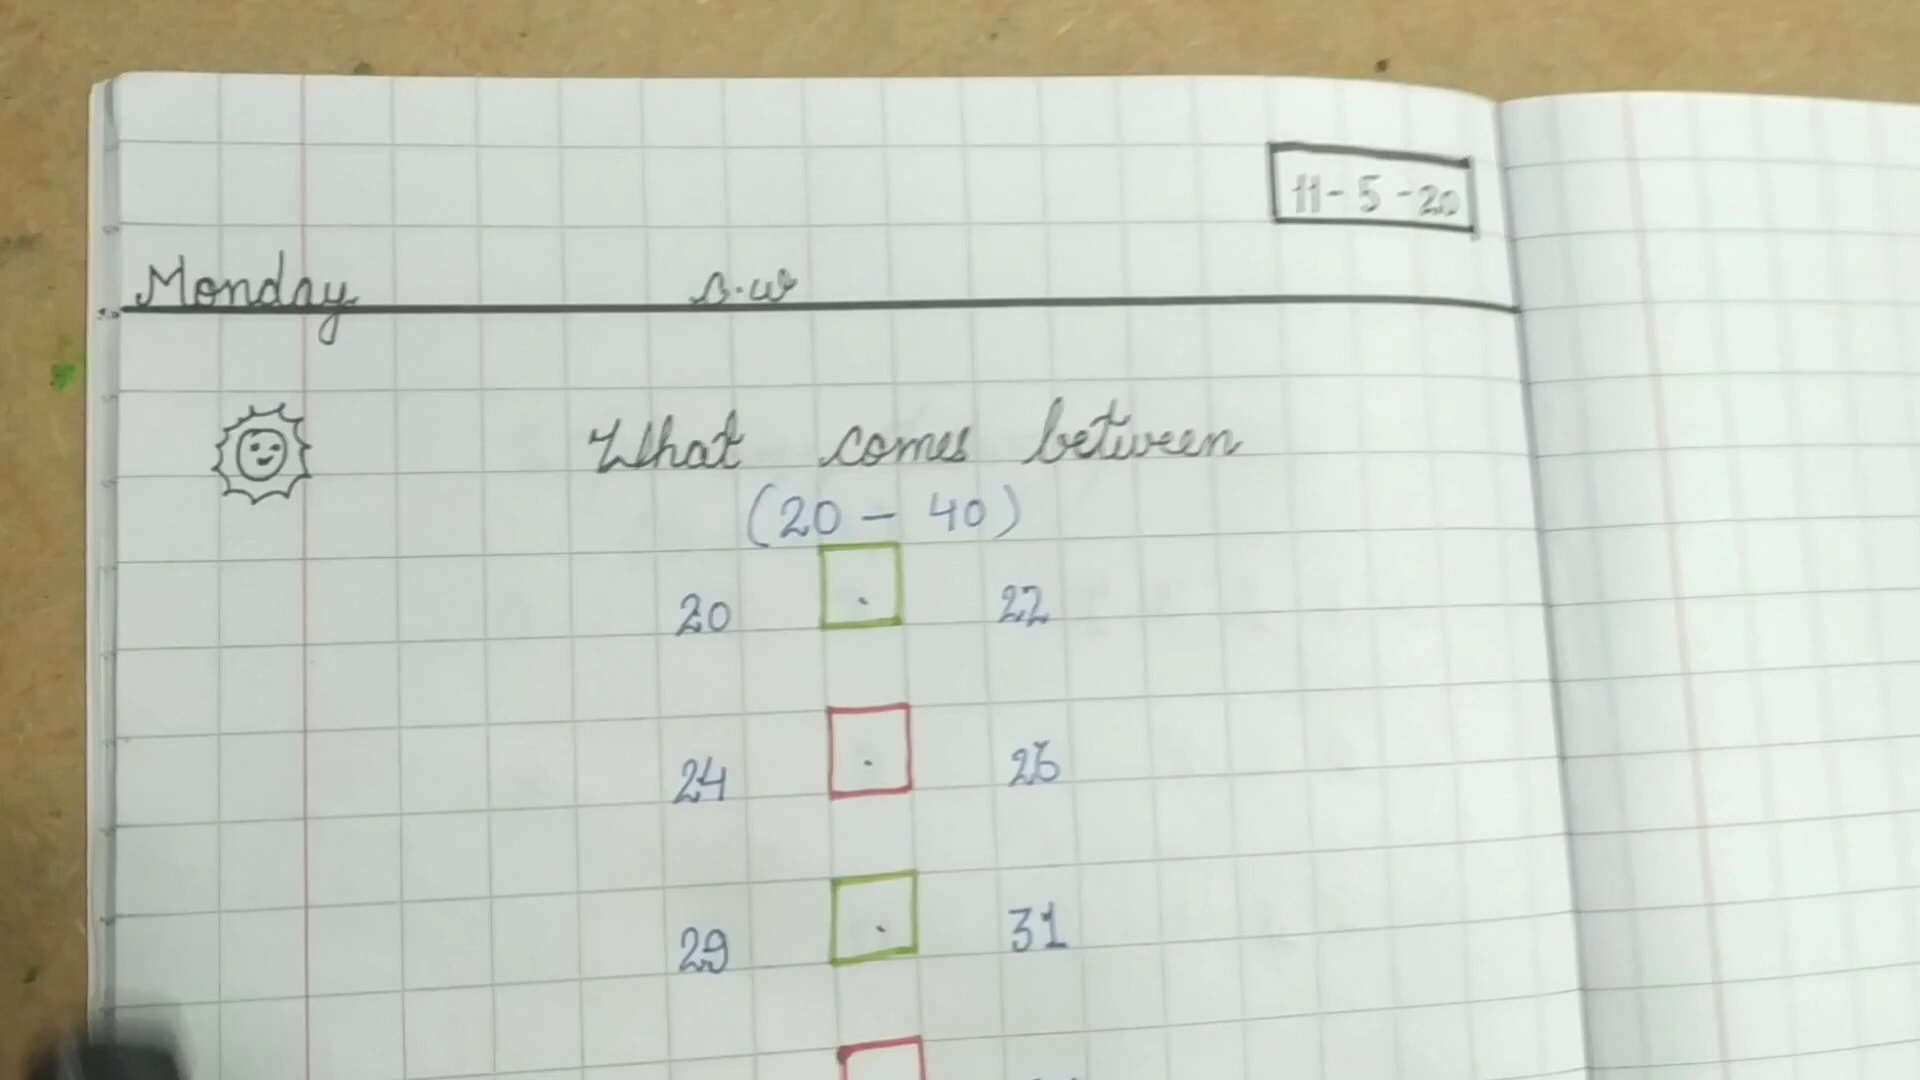 11-5-20
Monday
What comes between
(20 - 40)
20 . 22
24 . 26
29 . 31